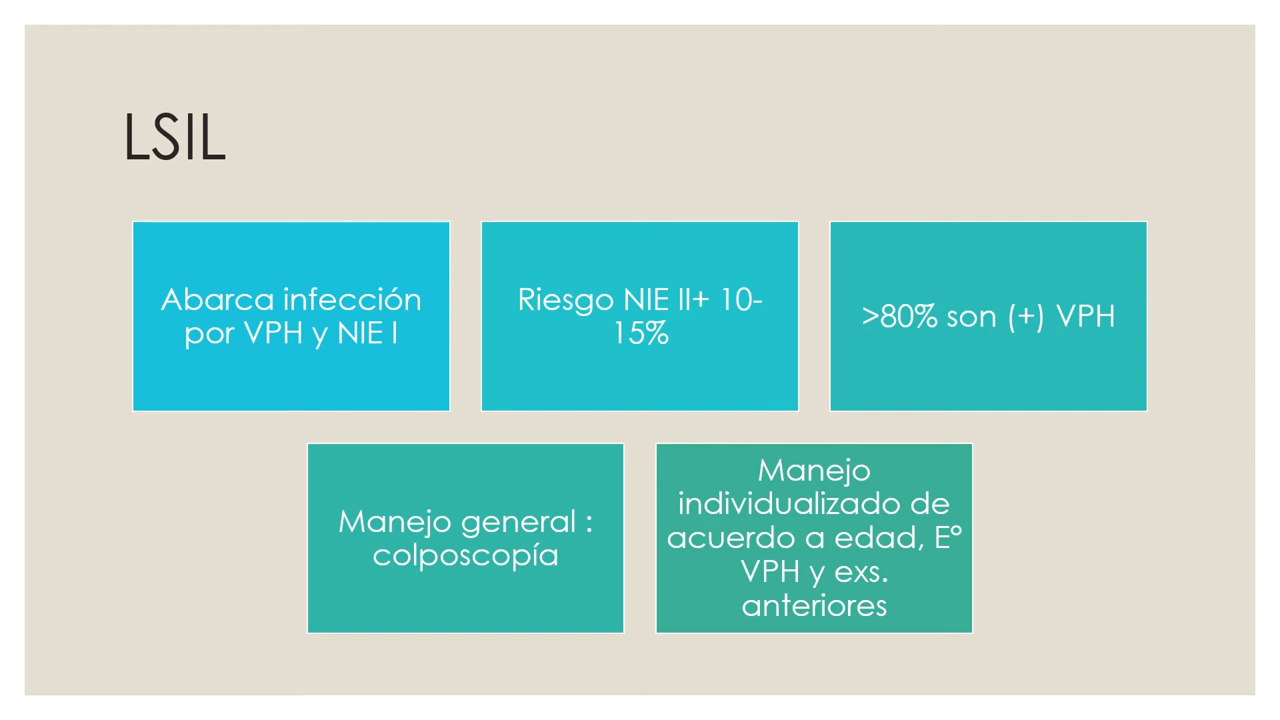 LSIL
Abarca infección
por VPH y NIE I
Riesgo NIE II+ 10-
15%
>80% son (+) VPH
Manejo general :
colposcopía
Manejo
individualizado de
acuerdo a edad, Eº
VPH y exs.
anteriores